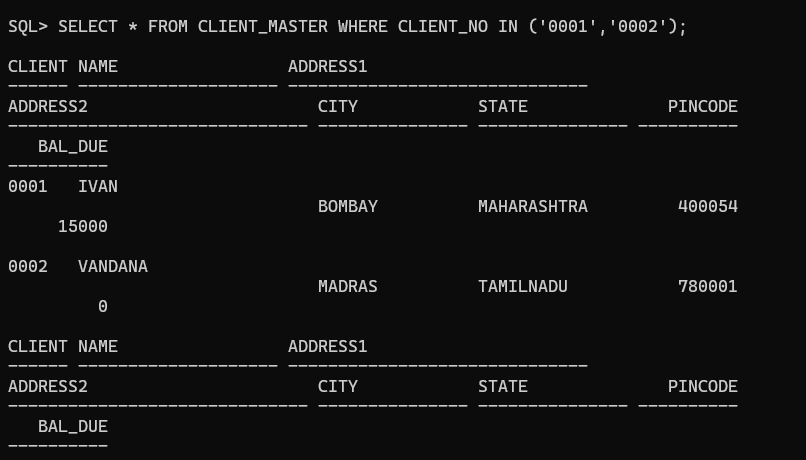 SQL> SELECT * FROM CLIENT_MASTER WHERE CLIENT_NO IN ('0001','0002');
CLIENT NAME                 ADDRESS1
------ -------------------- ------------------------------
ADDRESS2                       CITY            STATE              PINCODE
------------------------------ --------------- --------------- ----------
   BAL_DUE
----------
0001   IVAN
                               BOMBAY          MAHARASHTRA         400054
     15000
0002   VANDANA
                               MADRAS          TAMILNADU           780001
         0
CLIENT NAME                 ADDRESS1
------ -------------------- ------------------------------
ADDRESS2                       CITY            STATE              PINCODE
------------------------------ --------------- --------------- ----------
   BAL_DUE
----------